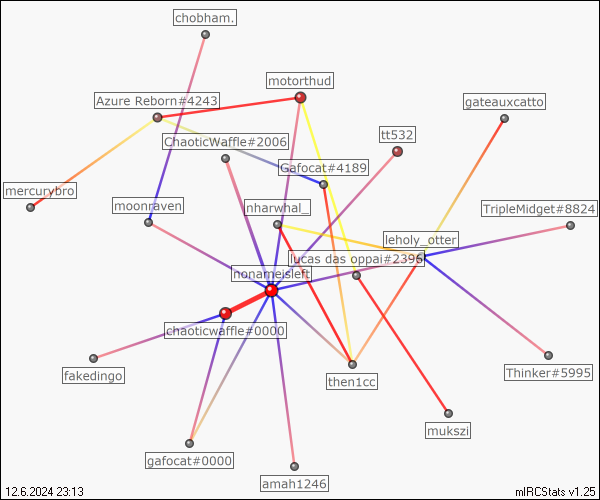 chobham.
motorthud
Azure Reborn#4243
gateauxcatto
tt532
ChaoticWaffle#2006
Gafocat#4189
mercurybro
moonraven
nharwhal_
TripleMidget#8824
leholy_otter
lucas das oppai#2396
nonameisleft
chaoticwaffle#0000
fakedingo
then1cc
Thinker#5995
mukszi
gafocat#0000
amah1246
12.6.2024 23:13
mIRCStats v1.25